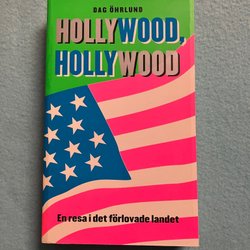 DAG ÖHRLUND
HOLLYWOOD,
HOLLYWOOD
En resa i det förlovade landet